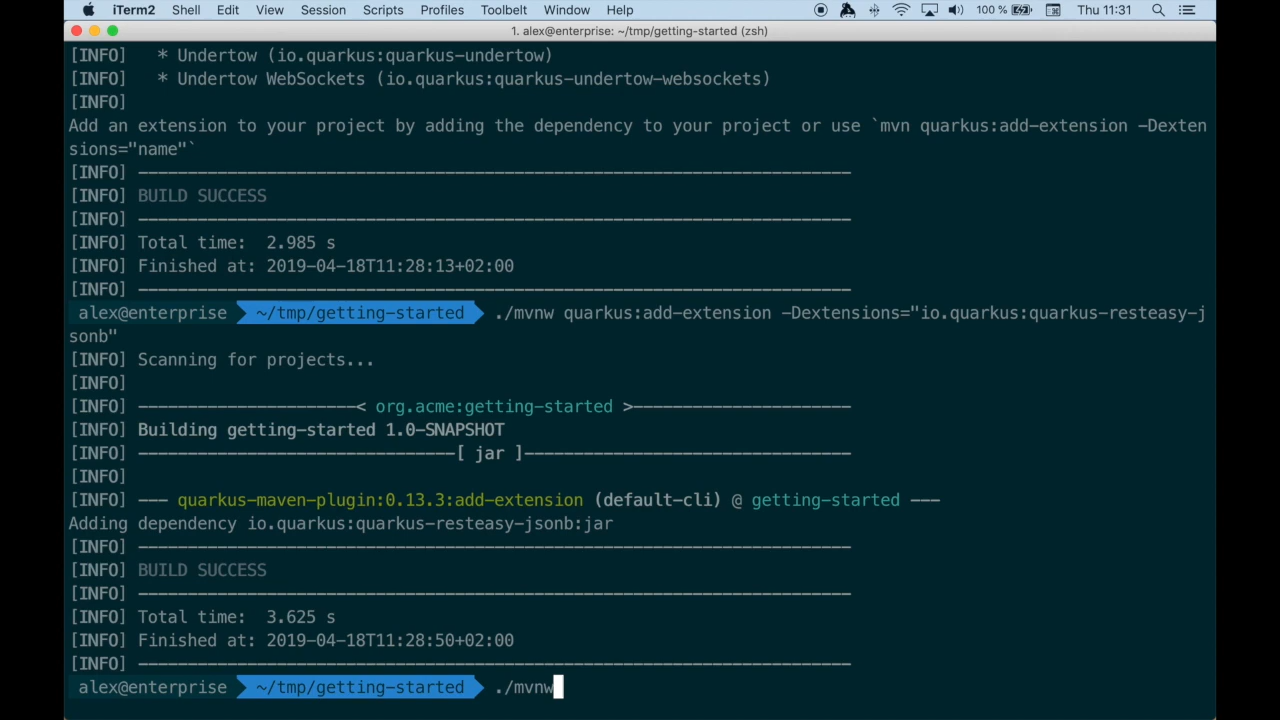 iTerm2 Shell Edit View Session Scripts Profiles Toolbelt Window Help 100 % Thu 11:31
1. alex@enterprise: ~/tmp/getting-started (zsh)
[INFO]   * Undertow (io.quarkus:quarkus-undertow)
[INFO]   * Undertow WebSockets (io.quarkus:quarkus-undertow-websockets)
[INFO]
Add an extension to your project by adding the dependency to your project or use `mvn quarkus:add-extension -Dexten
sions="name"`
[INFO] ------------------------------------------------------------------------
[INFO] BUILD SUCCESS
[INFO] ------------------------------------------------------------------------
[INFO] Total time:  2.985 s
[INFO] Finished at: 2019-04-18T11:28:13+02:00
[INFO] ------------------------------------------------------------------------
alex@enterprise ~/tmp/getting-started ./mvnw quarkus:add-extension -Dextensions="io.quarkus:quarkus-resteasy-j
sonb"
[INFO] Scanning for projects...
[INFO]
[INFO] ----------------------< org.acme:getting-started >----------------------
[INFO] Building getting-started 1.0-SNAPSHOT
[INFO] --------------------------------[ jar ]---------------------------------
[INFO]
[INFO] --- quarkus-maven-plugin:0.13.3:add-extension (default-cli) @ getting-started ---
Adding dependency io.quarkus:quarkus-resteasy-jsonb:jar
[INFO] ------------------------------------------------------------------------
[INFO] BUILD SUCCESS
[INFO] ------------------------------------------------------------------------
[INFO] Total time:  3.625 s
[INFO] Finished at: 2019-04-18T11:28:50+02:00
[INFO] ------------------------------------------------------------------------
alex@enterprise ~/tmp/getting-started ./mvnw